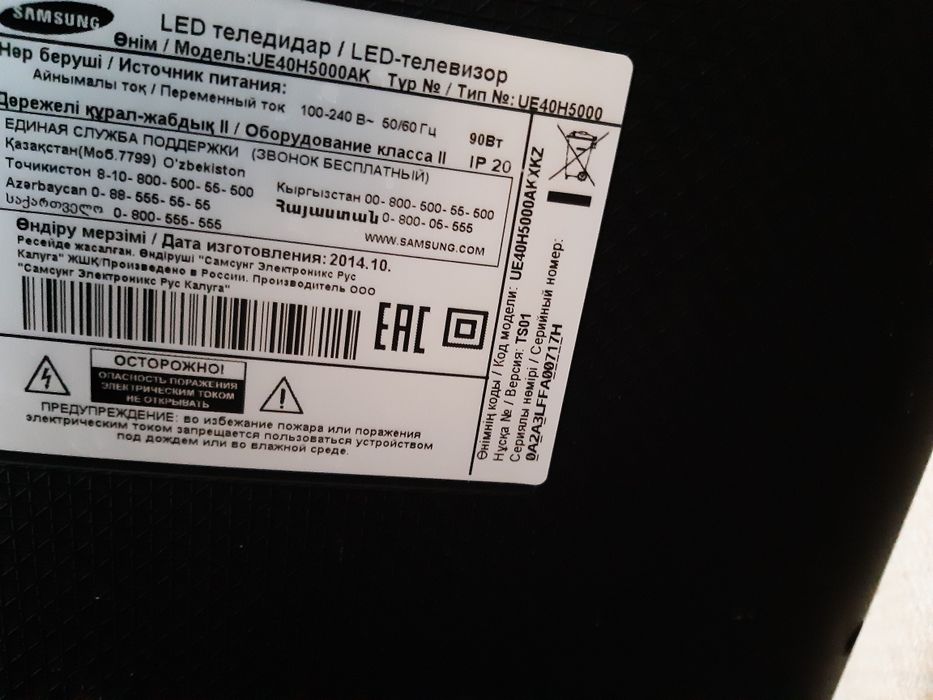 SAMSUNG
LED теледидар / LED-телевизор
Өнім / Модель:UE40H5000AK Түр № / Тип №: UE40H5000
Нәр беруші / Источник питания:
Айнымалы ток / Переменный ток 100-240 В~ 50/60 Гц 90Вт
Дәрежелі құрал-жабдық II / Оборудование класса II IP 20
ЕДИНАЯ СЛУЖБА ПОДДЕРЖКИ (ЗВОНОК БЕСПЛАТНЫЙ)
Қазақстан(Моб.7799) O'zbekiston
Точикистон 8-10- 800- 500- 55- 500
Кыргызстан 00- 800- 500- 55- 500
Azərbaycan 0- 88- 555- 55- 55
Հայաստան 0- 800- 05- 555
საქართველო 0- 800- 555- 555
WWW.SAMSUNG.COM
Өндіру мерзімі / Дата изготовления: 2014.10.
Ресейде жасалған. Өндіруші "Самсунг Электроникс Рус
Калуга" ЖШҚ/Произведено в России. Производитель ООО
"Самсунг Электроникс Рус Калуга"
EAC
ОСТОРОЖНО!
ОПАСНОСТЬ ПОРАЖЕНИЯ
ЭЛЕКТРИЧЕСКИМ ТОКОМ
НЕ ОТКРЫВАТЬ
ПРЕДУПРЕЖДЕНИЕ: во избежание пожара или поражения
электрическим током запрещается пользоваться устройством
под дождем или во влажной среде.
Өнімнің коды / Код модели: UE40H5000AKXKZ
Нұсқа № / Версия: TS01
Сериялы нөмірі / Серийный номер:
0A2A3LFFA00717H